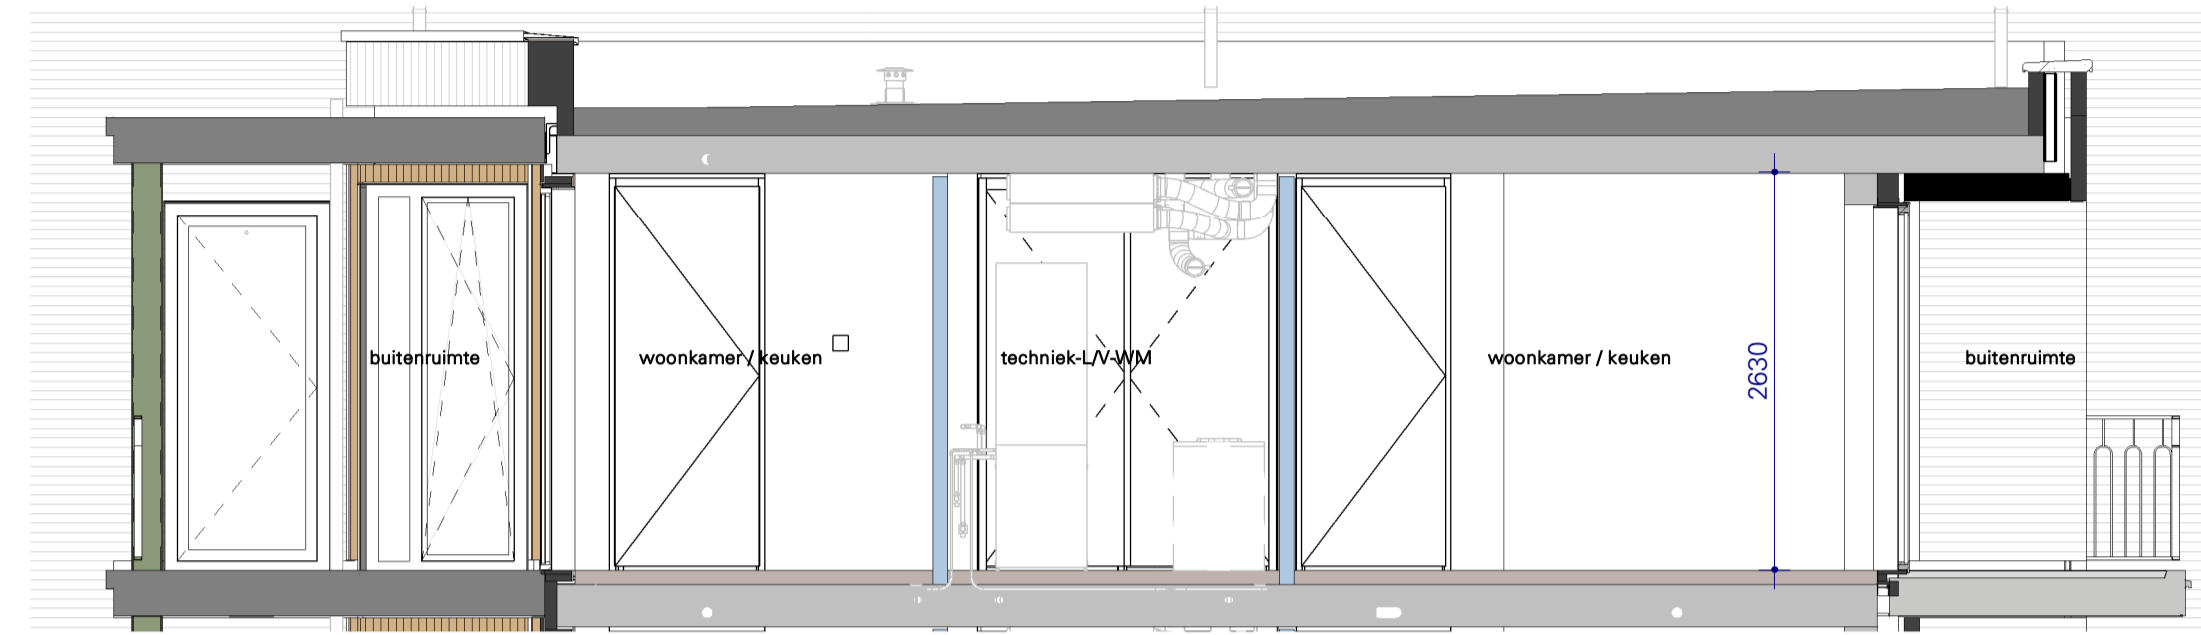 buitenruimte
woonkamer / keuken
techniek-L/V-WM
woonkamer / keuken
2630
buitenruimte